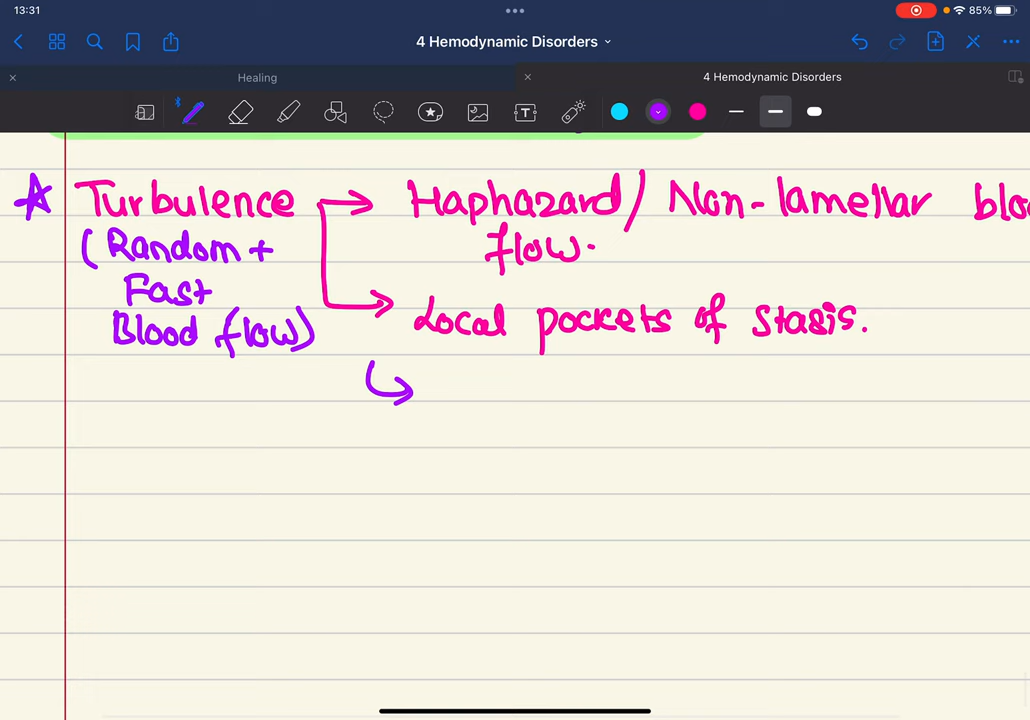 13:31
85%
4 Hemodynamic Disorders
Healing
4 Hemodynamic Disorders
Turbulence → Haphazard/ Non-lamellar
(Random + flow.
Fast
Blood flow) → Local pockets of stasis.